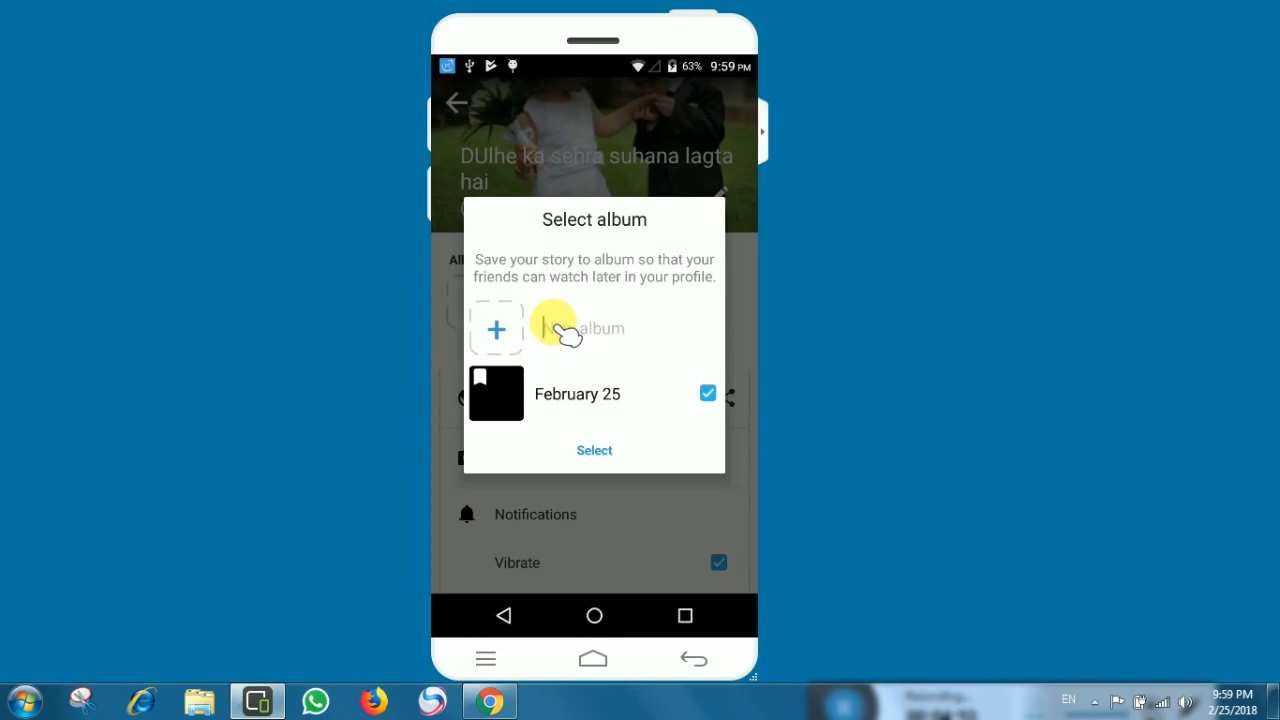 63% 9:59 PM
DUlhe ka sehra suhana lagta
hai
Select album
All
Save your story to album so that your
friends can watch later in your profile.
album
February 25
Select
Notifications
Vibrate
Recording...
EN
9:59 PM
2/25/2018